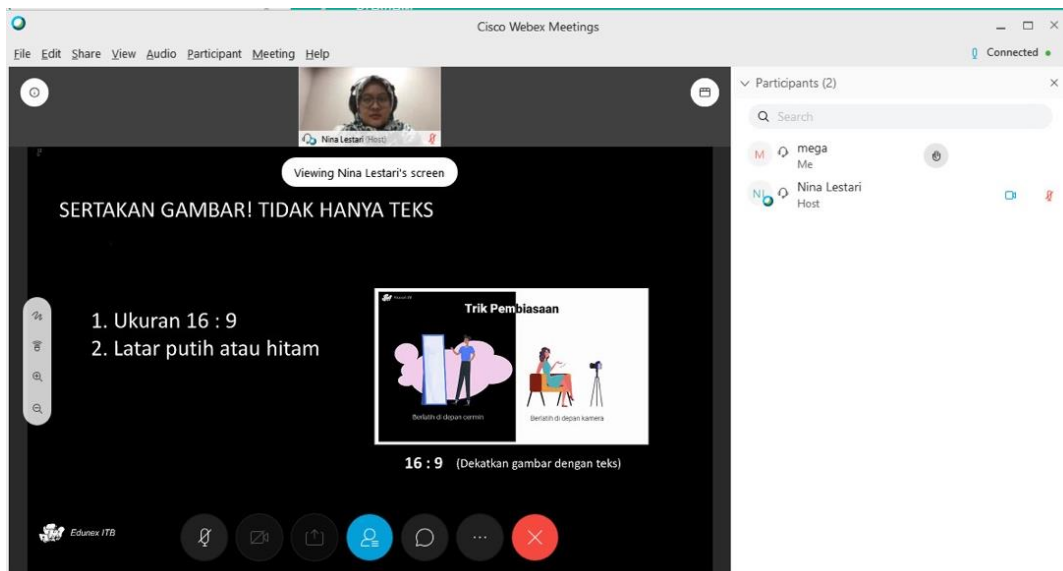 Cisco Webex Meetings
File Edit Share View Audio Participant Meeting Help
Connected
Nina Lestari (Host)
Viewing Nina Lestari's screen
SERTAKAN GAMBAR! TIDAK HANYA TEKS
1. Ukuran 16 : 9
2. Latar putih atau hitam
Trik Pembiasaan
Berlatih di depan cermin
Berlatih di depan kamera
16 : 9 (Dekatkan gambar dengan teks)
Edunex ITB
Participants (2)
Search
M mega
Me
NL Nina Lestari
Host